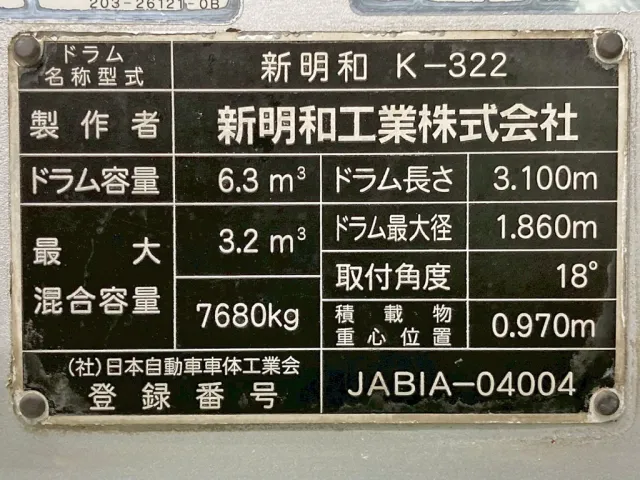 203-26121-0B
ドラム
名称型式
新明和 K-322
製作者
新明和工業株式会社
ドラム容量
6.3 m³
ドラム長さ
3.100m
最大
混合容量
3.2 m³
7680kg
ドラム最大径
1.860m
取付角度
18°
積載物
重心位置
0.970m
(社)日本自動車車体工業会
登録番号
JABIA-04004